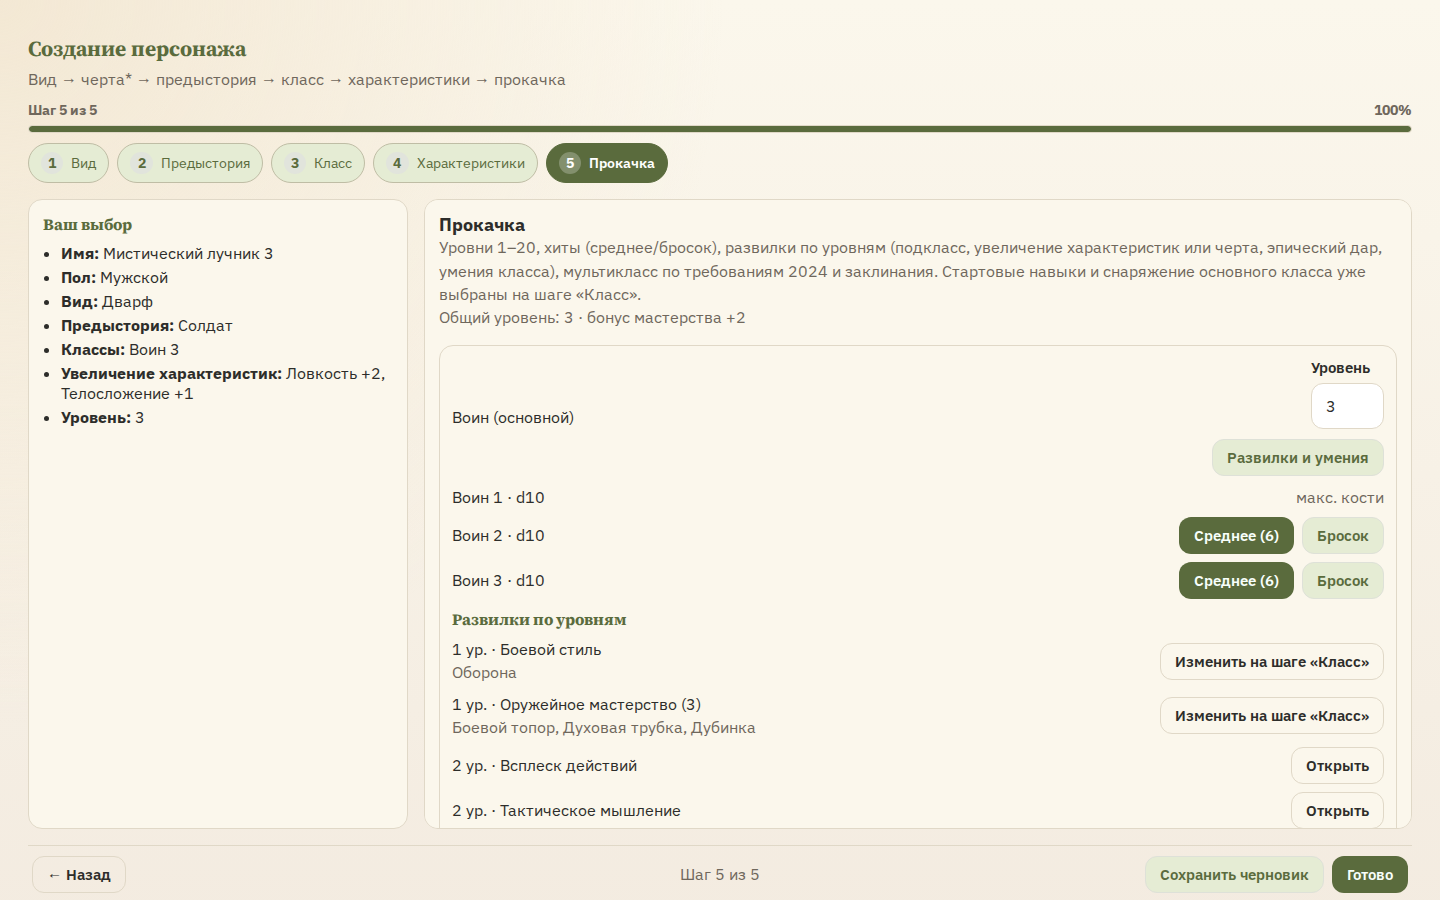 Создание персонажа
Вид → черта* → предыстория → класс → характеристики → прокачка
Шаг 5 из 5
100%
1 Вид
2 Предыстория
3 Класс
4 Характеристики
5 Прокачка
Ваш выбор
• Имя: Мистический лучник 3
• Пол: Мужской
• Вид: Дварф
• Предыстория: Солдат
• Классы: Воин 3
• Увеличение характеристик: Ловкость +2,
Телосложение +1
• Уровень: 3
Прокачка
Уровни 1–20, хиты (среднее/бросок), развилки по уровням (подкласс, увеличение характеристик или черта, эпический дар,
умения класса), мультикласс по требованиям 2024 и заклинания. Стартовые навыки и снаряжение основного класса уже
выбраны на шаге «Класс».
Общий уровень: 3 · бонус мастерства +2
Уровень
Воин (основной)
3
Развилки и умения
Воин 1 · d10
макс. кости
Воин 2 · d10
Среднее (6)
Бросок
Воин 3 · d10
Среднее (6)
Бросок
Развилки по уровням
1 ур. · Боевой стиль
Оборона
Изменить на шаге «Класс»
1 ур. · Оружейное мастерство (3)
Боевой топор, Духовая трубка, Дубинка
Изменить на шаге «Класс»
2 ур. · Всплеск действий
Открыть
2 ур. · Тактическое мышление
Открыть
← Назад
Шаг 5 из 5
Сохранить черновик
Готово